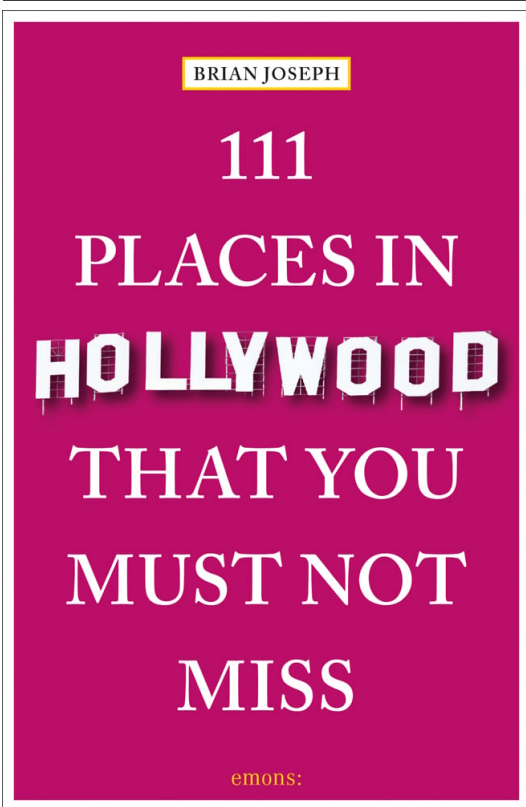 BRIAN JOSEPH
111
PLACES IN
HOLLYWOOD
THAT YOU
MUST NOT
MISS
emons: